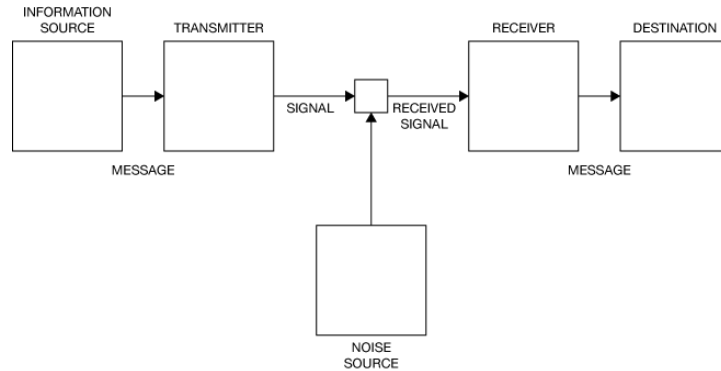 INFORMATION
SOURCE
TRANSMITTER
RECEIVER
DESTINATION
SIGNAL
RECEIVED
SIGNAL
MESSAGE
MESSAGE
NOISE
SOURCE